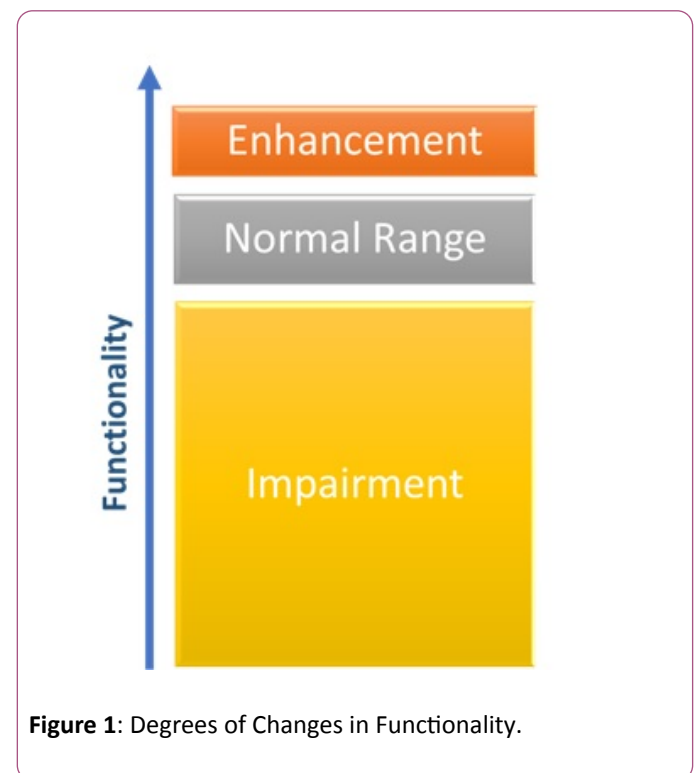 Enhancement
Normal Range
Functionality
Impairment
Figure 1: Degrees of Changes in Functionality.